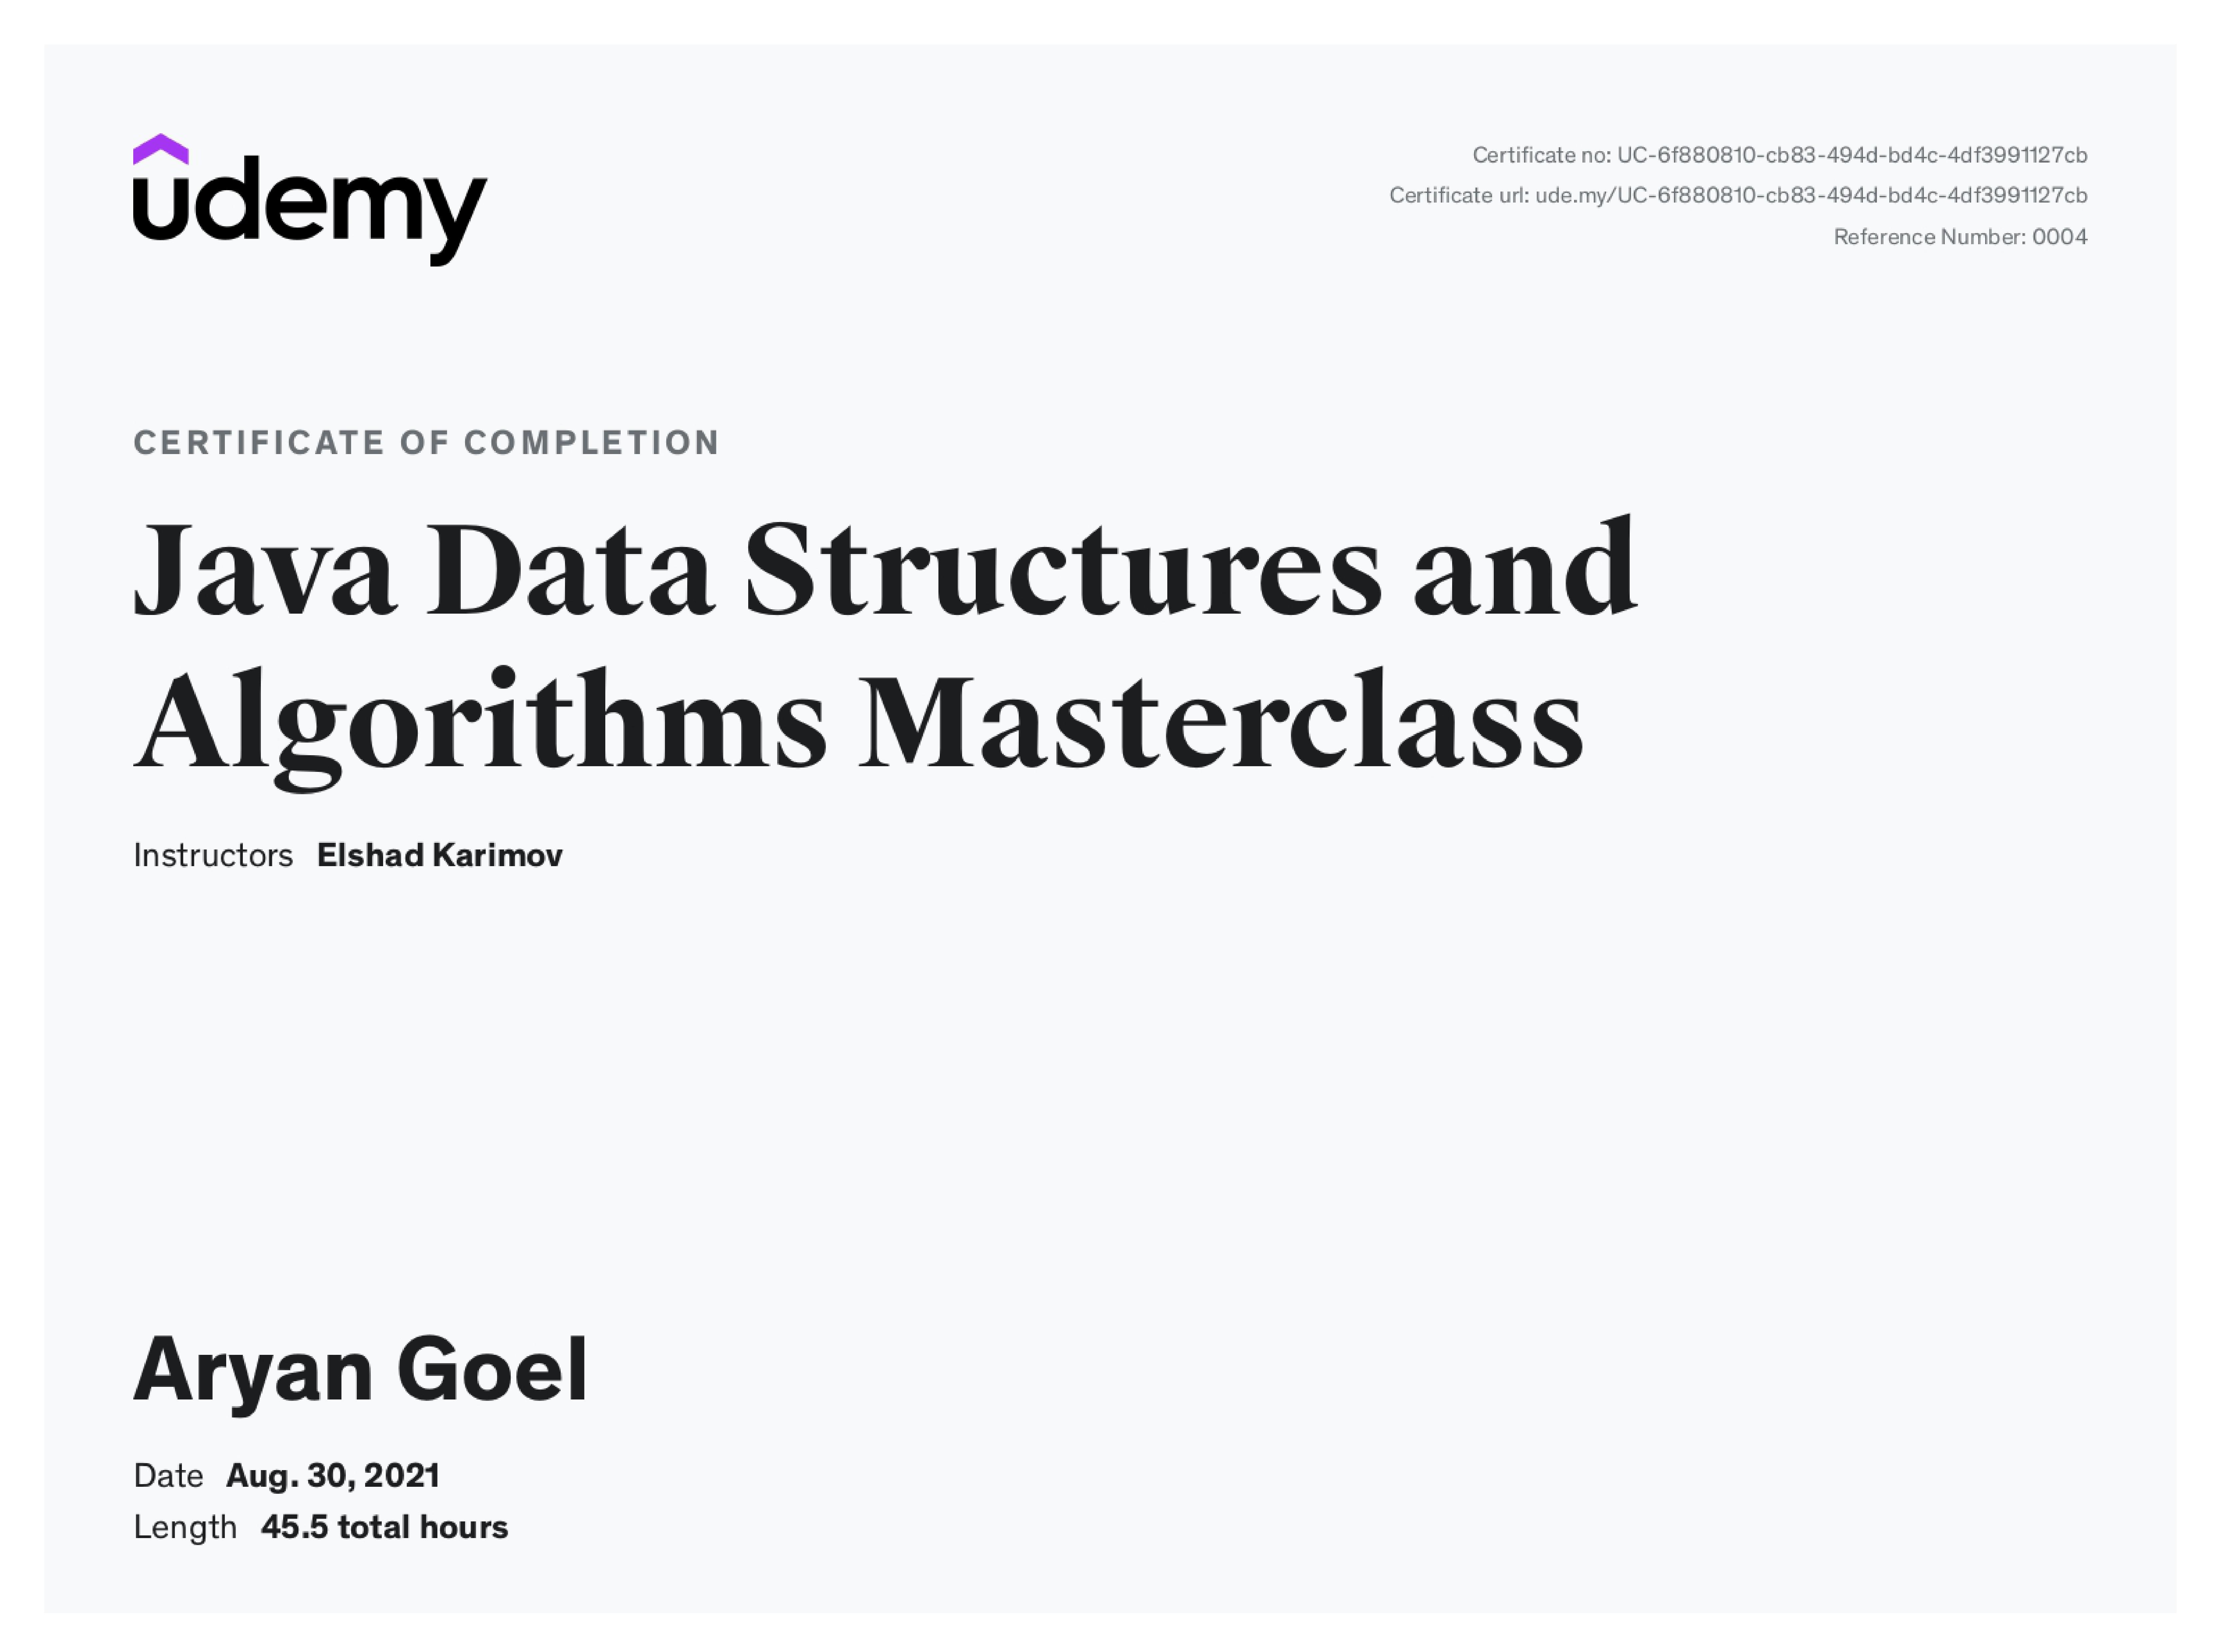 udemy
Certificate no: UC-6f880810-cb83-494d-bd4c-4df3991127cb
Certificate url: ude.my/UC-6f880810-cb83-494d-bd4c-4df3991127cb
Reference Number: 0004
CERTIFICATE OF COMPLETION
Java Data Structures and
Algorithms Masterclass
Instructors Elshad Karimov
Aryan Goel
Date Aug. 30, 2021
Length 45.5 total hours